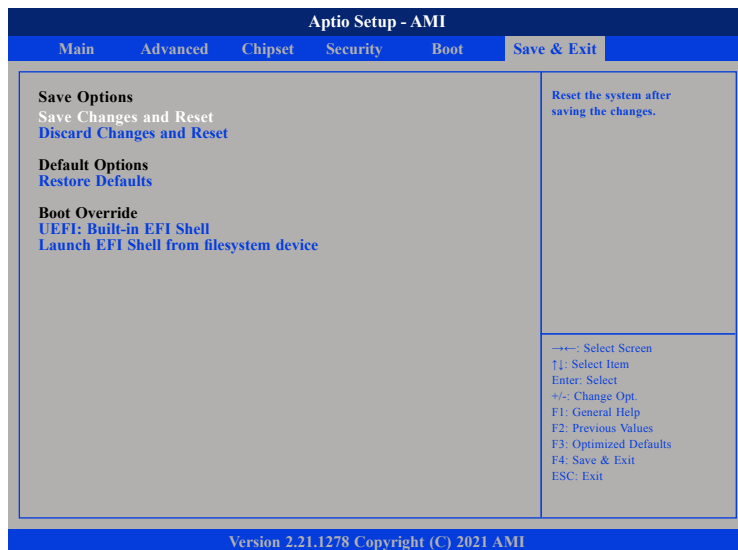 Aptio Setup - AMI
Main Advanced Chipset Security Boot Save & Exit
Save Options
Save Changes and Reset
Discard Changes and Reset
Default Options
Restore Defaults
Boot Override
UEFI: Built-in EFI Shell
Launch EFI Shell from filesystem device
Reset the system after
saving the changes.
→←: Select Screen
↑↓: Select Item
Enter: Select
+/-: Change Opt.
F1: General Help
F2: Previous Values
F3: Optimized Defaults
F4: Save & Exit
ESC: Exit
Version 2.21.1278 Copyright (C) 2021 AMI